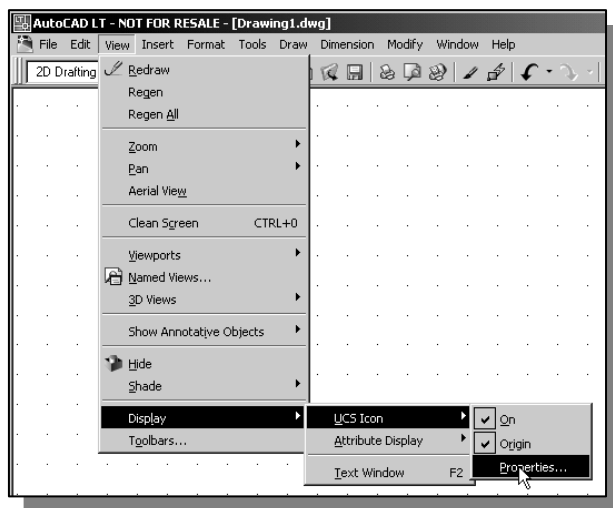 AutoCAD LT - NOT FOR RESALE - [Drawing1.dwg]
File Edit View Insert Format Tools Draw Dimension Modify Window Help
2D Drafting
Redraw
Regen
Regen All
Zoom
Pan
Aerial View
Clean Screen CTRL+0
Viewports
Named Views...
3D Views
Show Annotative Objects
Hide
Shade
Display
Toolbars...
UCS Icon
Attribute Display
Text Window F2
On
Origin
Properties...